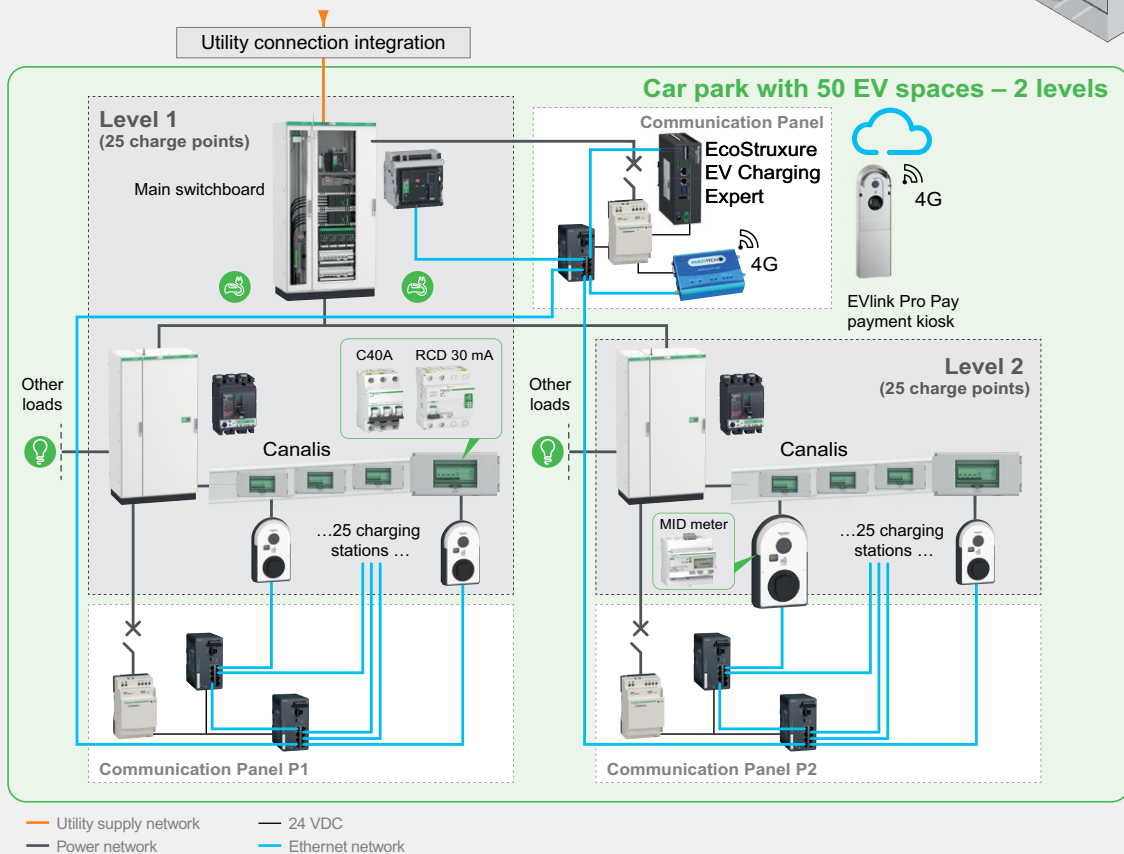 Utility connection integration
Car park with 50 EV spaces – 2 levels
Level 1
(25 charge points)
Main switchboard
Communication Panel
EcoStruxure
EV Charging
Expert
4G
4G
EVlink Pro Pay
payment kiosk
Other
loads
C40A
RCD 30 mA
Canalis
…25 charging
stations …
Communication Panel P1
Level 2
(25 charge points)
Other
loads
Canalis
MID meter
…25 charging
stations …
Communication Panel P2
Utility supply network
24 VDC
Power network
Ethernet network